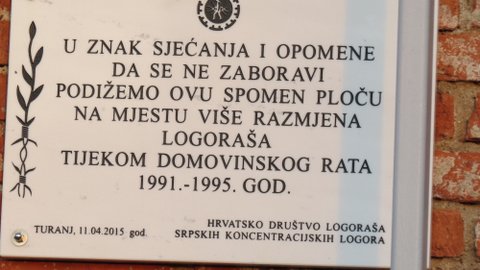 U ZNAK SJEĆANJA I OPOMENE
DA SE NE ZABORAVI
PODIŽEMO OVU SPOMEN PLOČU
NA MJESTU VIŠE RAZMJENA
LOGORAŠA
TIJEKOM DOMOVINSKOG RATA
1991.-1995. GOD.
TURANJ, 11.04.2015 god.
HRVATSKO DRUŠTVO LOGORAŠA
SRPSKIH KONCENTRACIJSKIH LOGORA